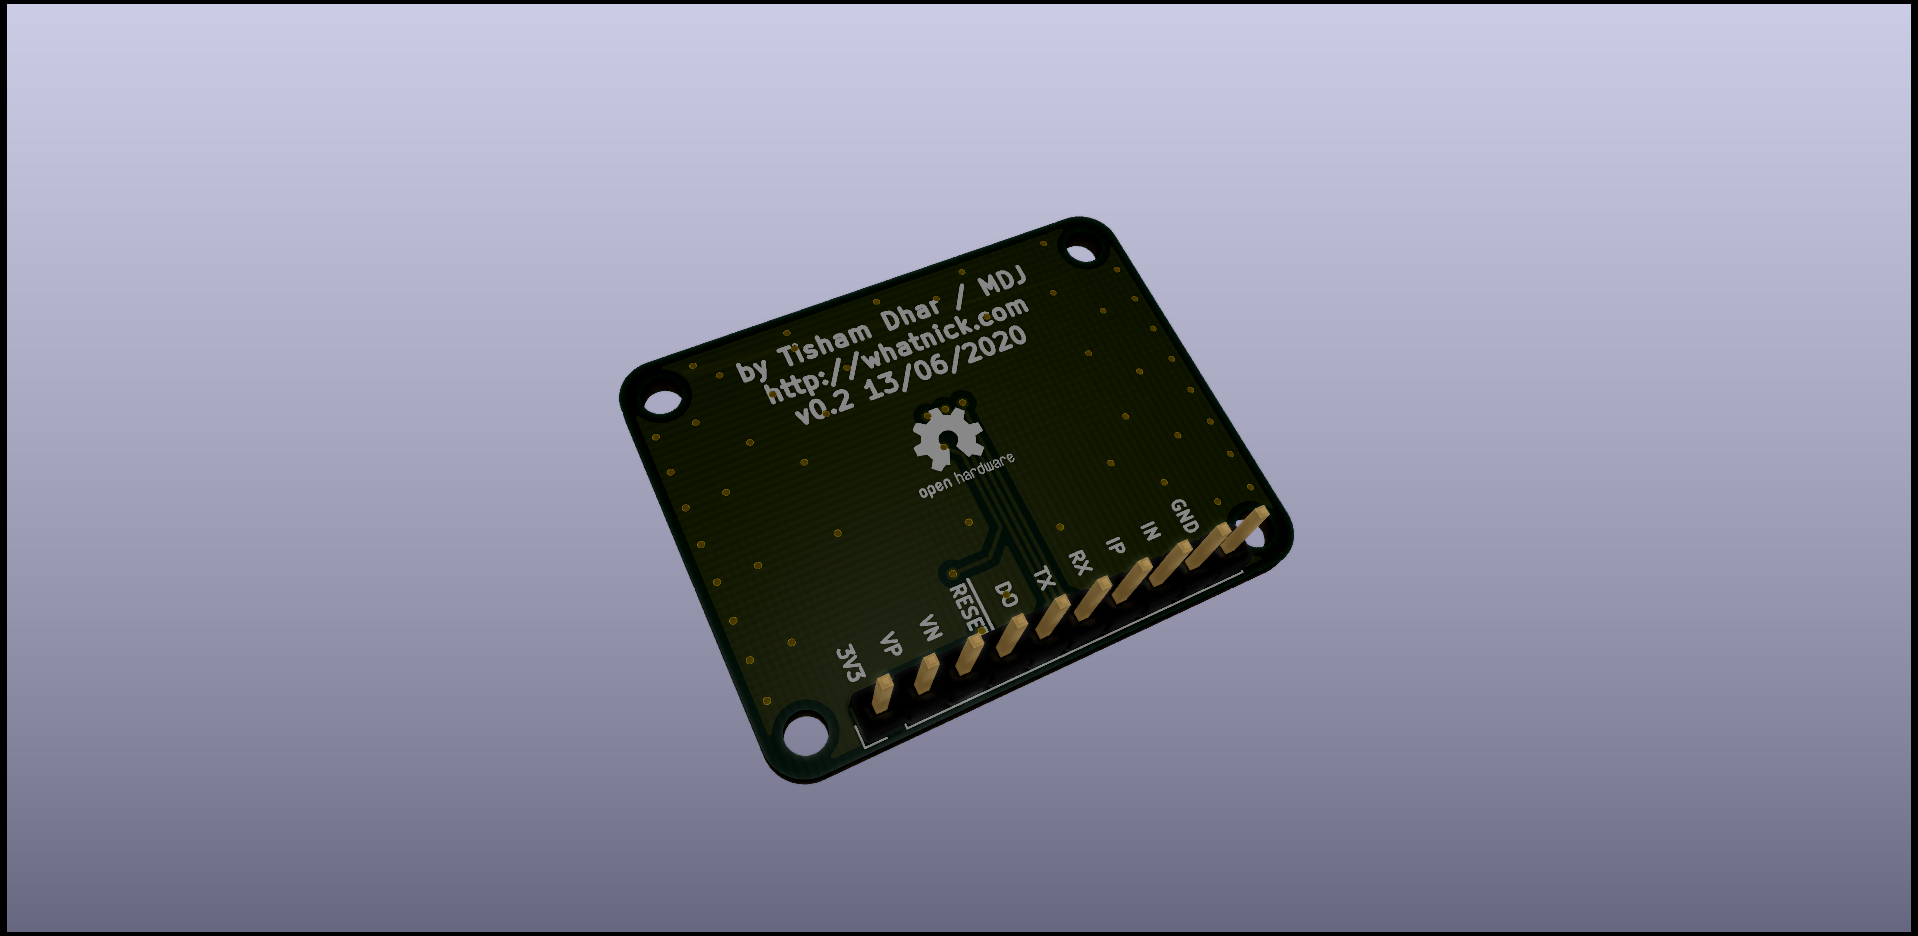 by Tisham Dhar / MDJ
http://whatnick.com
v0.2 13/06/2020
open hardware
3V3
VP
VN
RESE
DO
TX
RX
IP
IN
GND